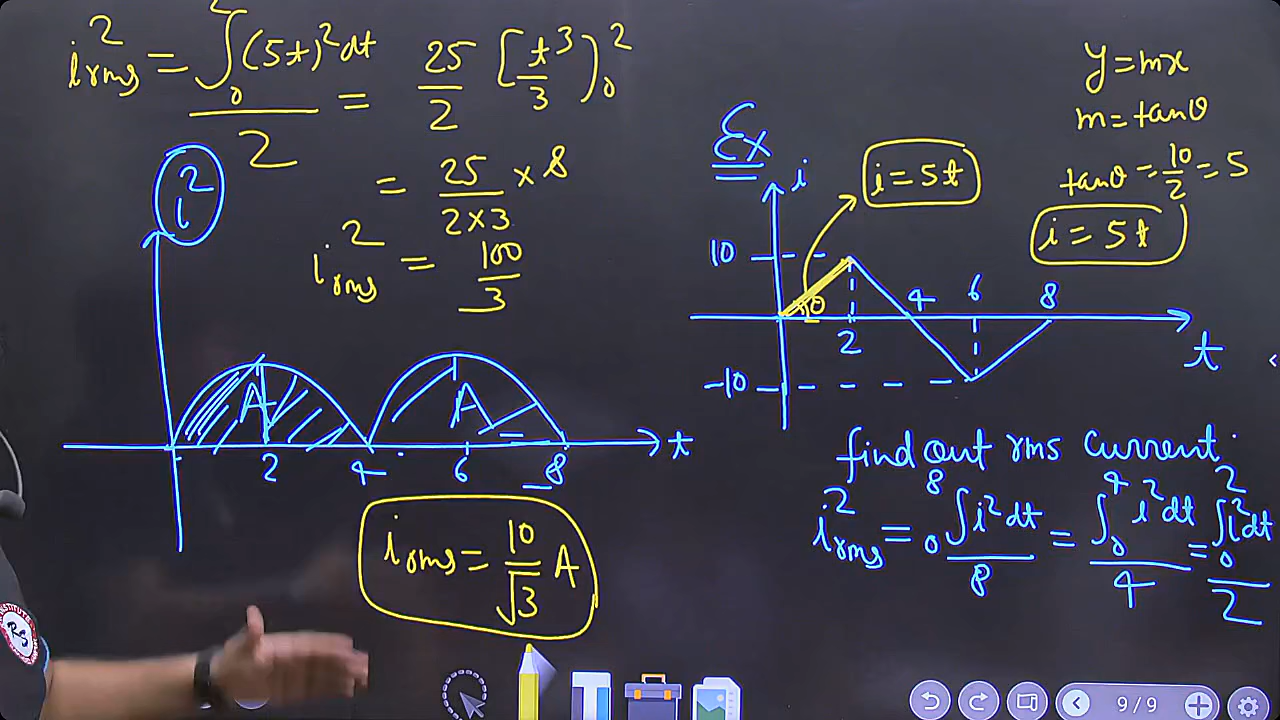 i²rms = ∫₀² (5t)² dt / 2 = 25/2 [t³/3)₀²
= 25/(2×3) × 8
i²rms = 100/3
i²
A A
2 4 6 8 t
irms = 10/√3 A
y = mx
m = tanθ
tanθ = 10/2 = 5
i = 5t
Ex
i
i = 5t
10
θ
2 4 6 8
t
-10
find out rms current.
i²rms = ₀∫⁸ i² dt / 8 = ∫₀⁴ i² dt / 4 = ∫₀² i² dt / 2
9/9